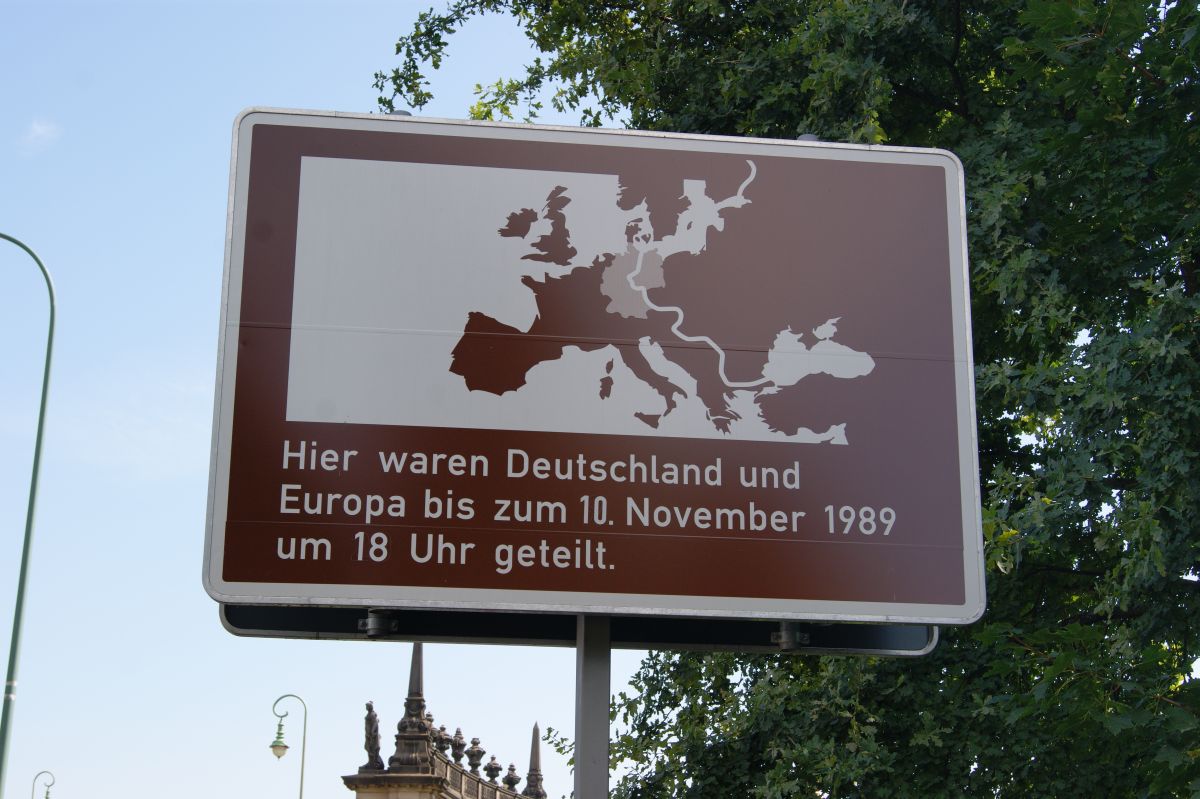 Hier waren Deutschland und
Europa bis zum 10. November 1989
um 18 Uhr geteilt.